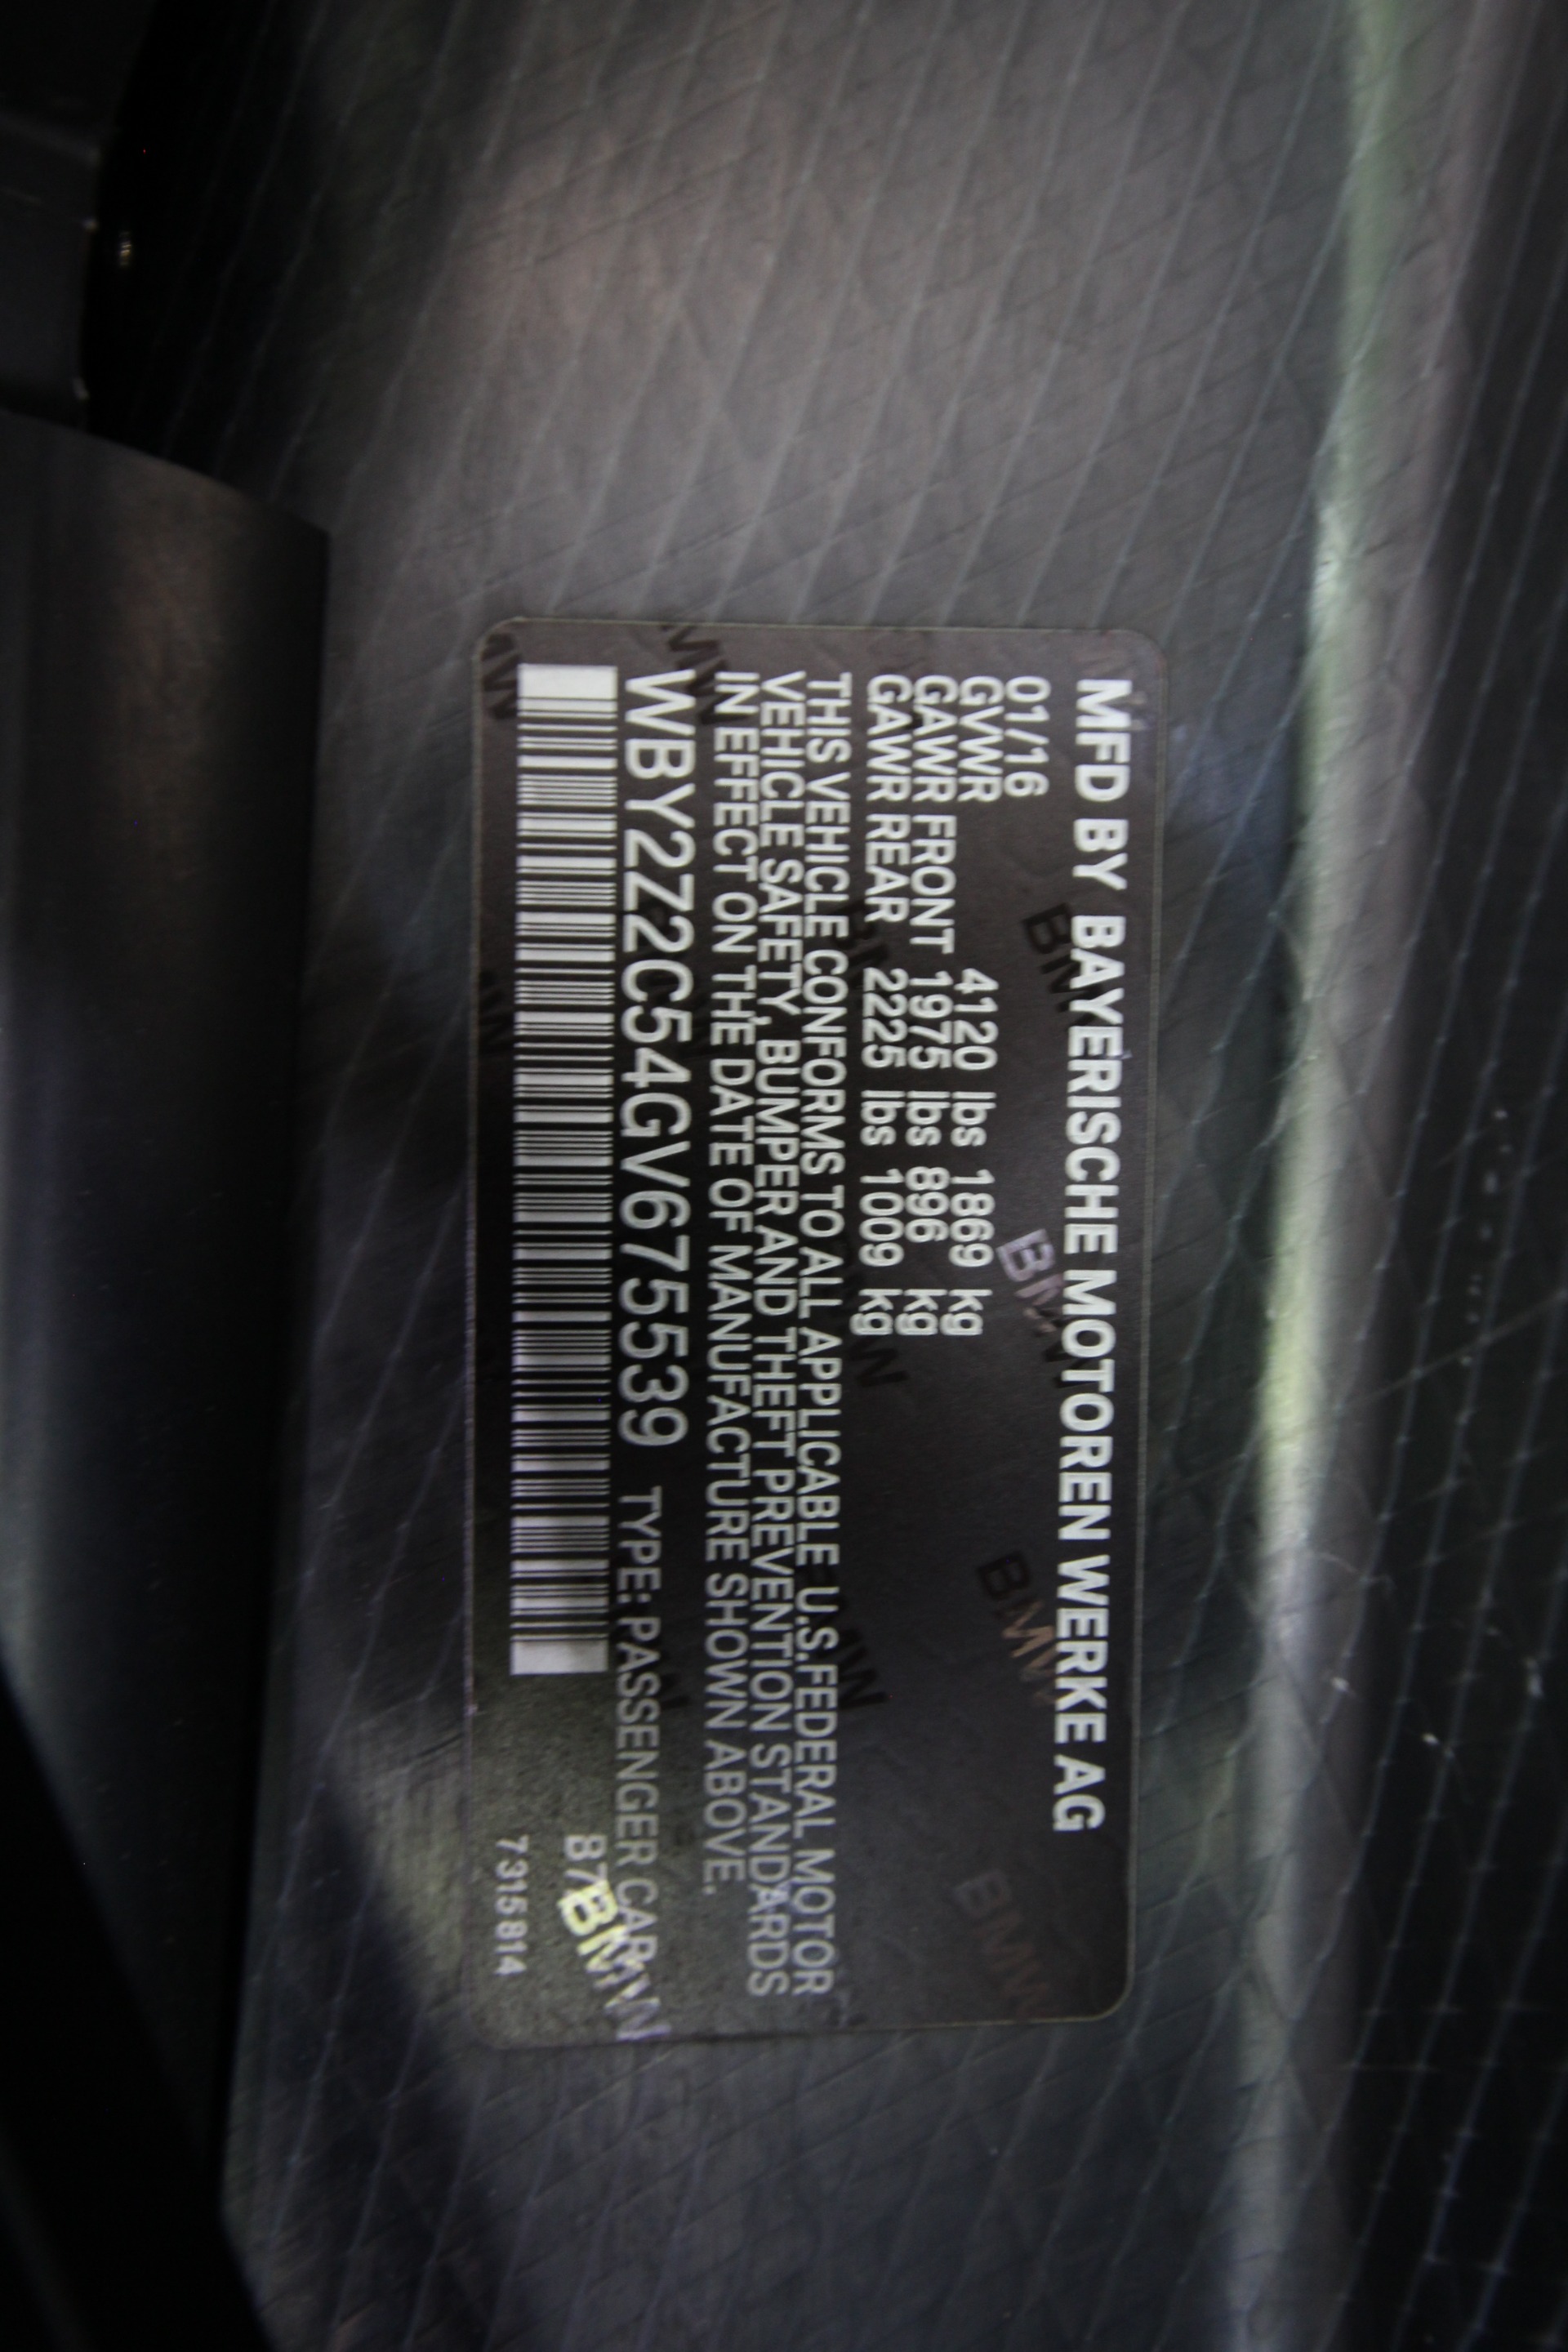 MFD BY BAYERISCHE MOTOREN WERKE AG
01/16
GVWR 4120 lbs 1869 kg
GAWR FRONT 1975 lbs 896 kg
GAWR REAR 2225 lbs 1009 kg
THIS VEHICLE CONFORMS TO ALL APPLICABLE U.S.FEDERAL MOTOR
VEHICLE SAFETY, BUMPER AND THEFT PREVENTION STANDARDS
IN EFFECT ON THE DATE OF MANUFACTURE SHOWN ABOVE.
WBY2Z2C54GV675539 TYPE: PASSENGER CAR
BMW
7315814